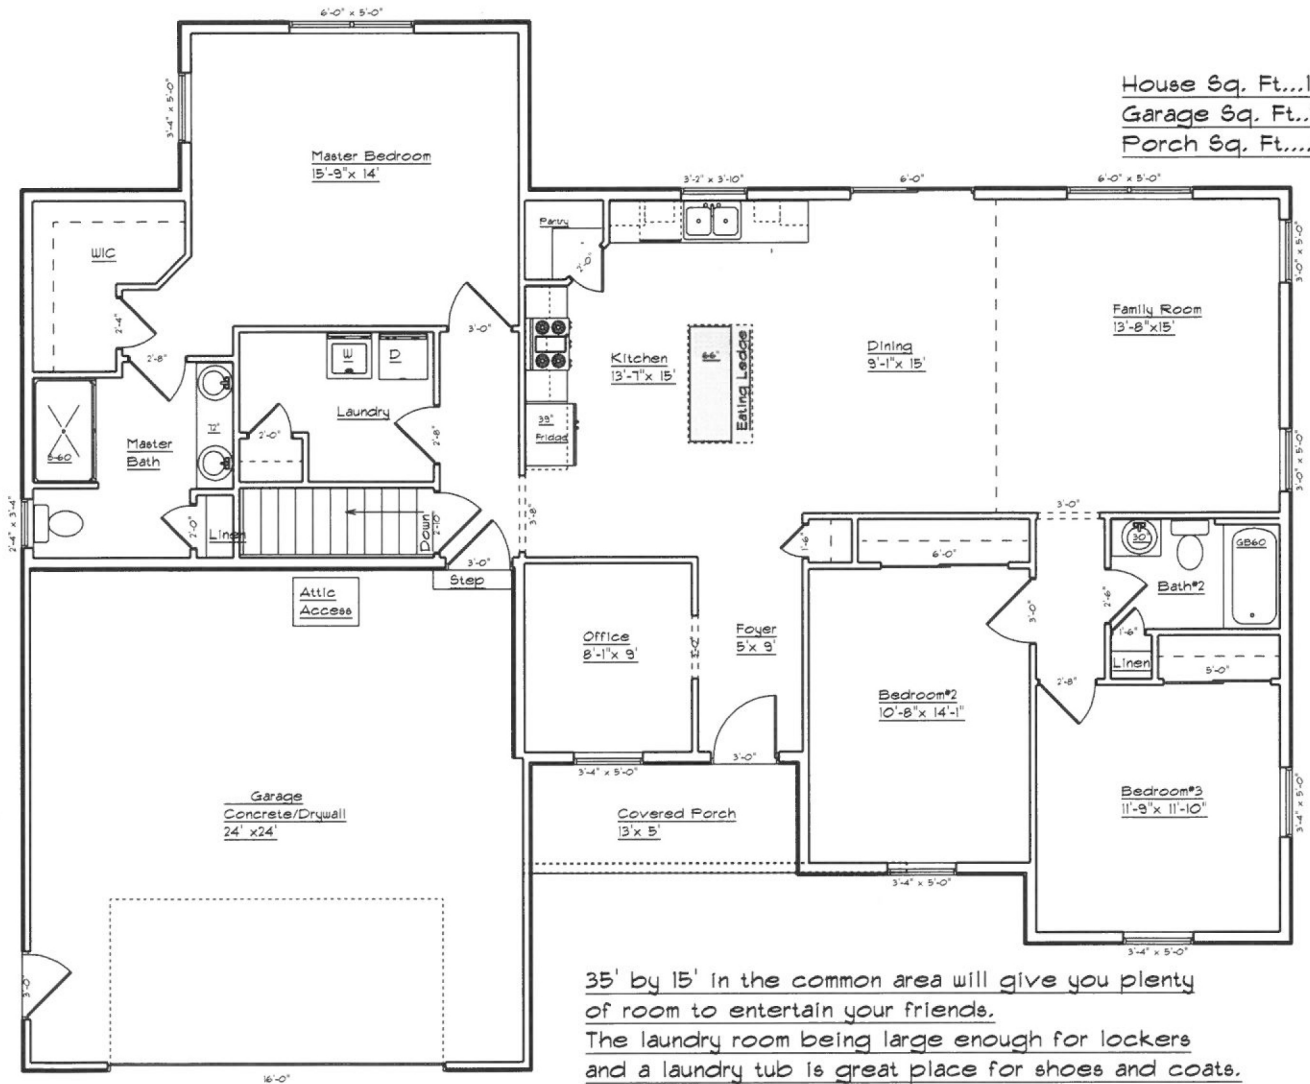 6'-0" x 5'-0"
3'-4" x 5'-0"
House Sq. Ft...
Garage Sq. Ft..
Porch Sq. Ft....
Master Bedroom
15'-9" x 14'
3'-2" x 3'-10"
6'-0"
6'-0" x 5'-0"
Pantry
2'-0"
WIC
2'-4"
2'-8"
3'-0"
3'-0" x 5'-0"
Family Room
13'-8"x15'
W
D
Kitchen
13'-7"x 15'
66"
Eating Ledge
Dining
9'-1"x 15'
Laundry
2'-0"
2'-8"
39"
Fridge
72"
Master
Bath
S-60
3'-0" x 5'-0"
2'-4" x 3'-4"
2'-0"
Linen
Down
2'-10"
3'-8"
3'-0"
3'-0"
Step
Attic
Access
1'-6"
6'-0"
30"
GB60
Bath#2
2'-6"
1'-6"
Linen
5'-0"
3'-0"
2'-8"
Office
8'-1"x 9'
Foyer
5'x 9'
Bedroom#2
10'-8"x 14'-1"
3'-0"
3'-4" x 5'-0"
Bedroom#3
11'-9"x 11'-10"
3'-4" x 5'-0"
Garage
Concrete/Drywall
24' x24'
Covered Porch
13'x 5'
3'-4" x 5'-0"
3'-4" x 5'-0"
3'-0"
16'-0"
35' by 15' in the common area will give you plenty
of room to entertain your friends.
The laundry room being large enough for lockers
and a laundry tub is great place for shoes and coats.